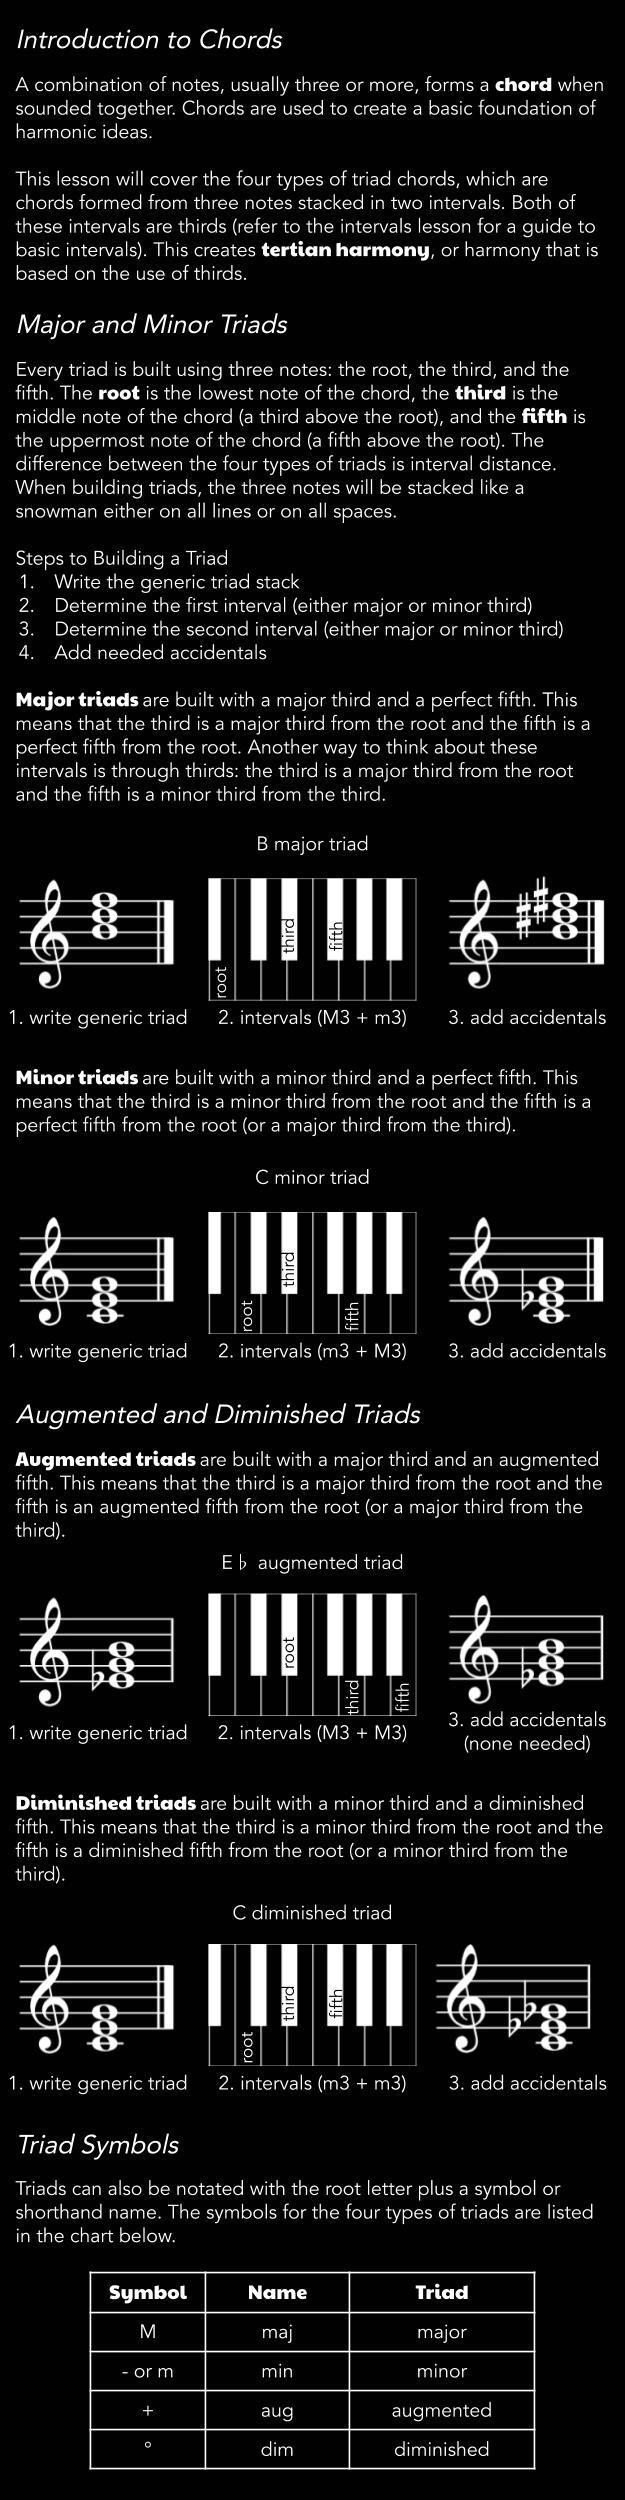 Introduction to Chords
A combination of notes, usually three or more, forms a chord when
sounded together. Chords are used to create a basic foundation of
harmonic ideas.
This lesson will cover the four types of triad chords, which are
chords formed from three notes stacked in two intervals. Both of
these intervals are thirds (refer to the intervals lesson for a guide to
basic intervals). This creates tertian harmony, or harmony that is
based on the use of thirds.
Major and Minor Triads
Every triad is built using three notes: the root, the third, and the
fifth. The root is the lowest note of the chord, the third is the
middle note of the chord (a third above the root), and the fifth is
the uppermost note of the chord (a fifth above the root). The
difference between the four types of triads is interval distance.
When building triads, the three notes will be stacked like a
snowman either on all lines or on all spaces.
Steps to Building a Triad
1. Write the generic triad stack
2. Determine the first interval (either major or minor third)
3. Determine the second interval (either major or minor third)
4. Add needed accidentals
Major triads are built with a major third and a perfect fifth. This
means that the third is a major third from the root and the fifth is a
perfect fifth from the root. Another way to think about these
intervals is through thirds: the third is a major third from the root
and the fifth is a minor third from the third.
B major triad
root
third
fifth
1. write generic triad
2. intervals (M3 + m3)
3. add accidentals
Minor triads are built with a minor third and a perfect fifth. This
means that the third is a minor third from the root and the fifth is a
perfect fifth from the root (or a major third from the third).
C minor triad
root
third
fifth
1. write generic triad
2. intervals (m3 + M3)
3. add accidentals
Augmented and Diminished Triads
Augmented triads are built with a major third and an augmented
fifth. This means that the third is a major third from the root and the
fifth is an augmented fifth from the root (or a major third from the
third).
E ♭ augmented triad
root
third
fifth
1. write generic triad
2. intervals (M3 + M3)
3. add accidentals
(none needed)
Diminished triads are built with a minor third and a diminished
fifth. This means that the third is a minor third from the root and the
fifth is a diminished fifth from the root (or a minor third from the
third).
C diminished triad
root
third
fifth
1. write generic triad
2. intervals (m3 + m3)
3. add accidentals
Triad Symbols
Triads can also be notated with the root letter plus a symbol or
shorthand name. The symbols for the four types of triads are listed
in the chart below.
Symbol Name Triad
M maj major
- or m min minor
+ aug augmented
° dim diminished